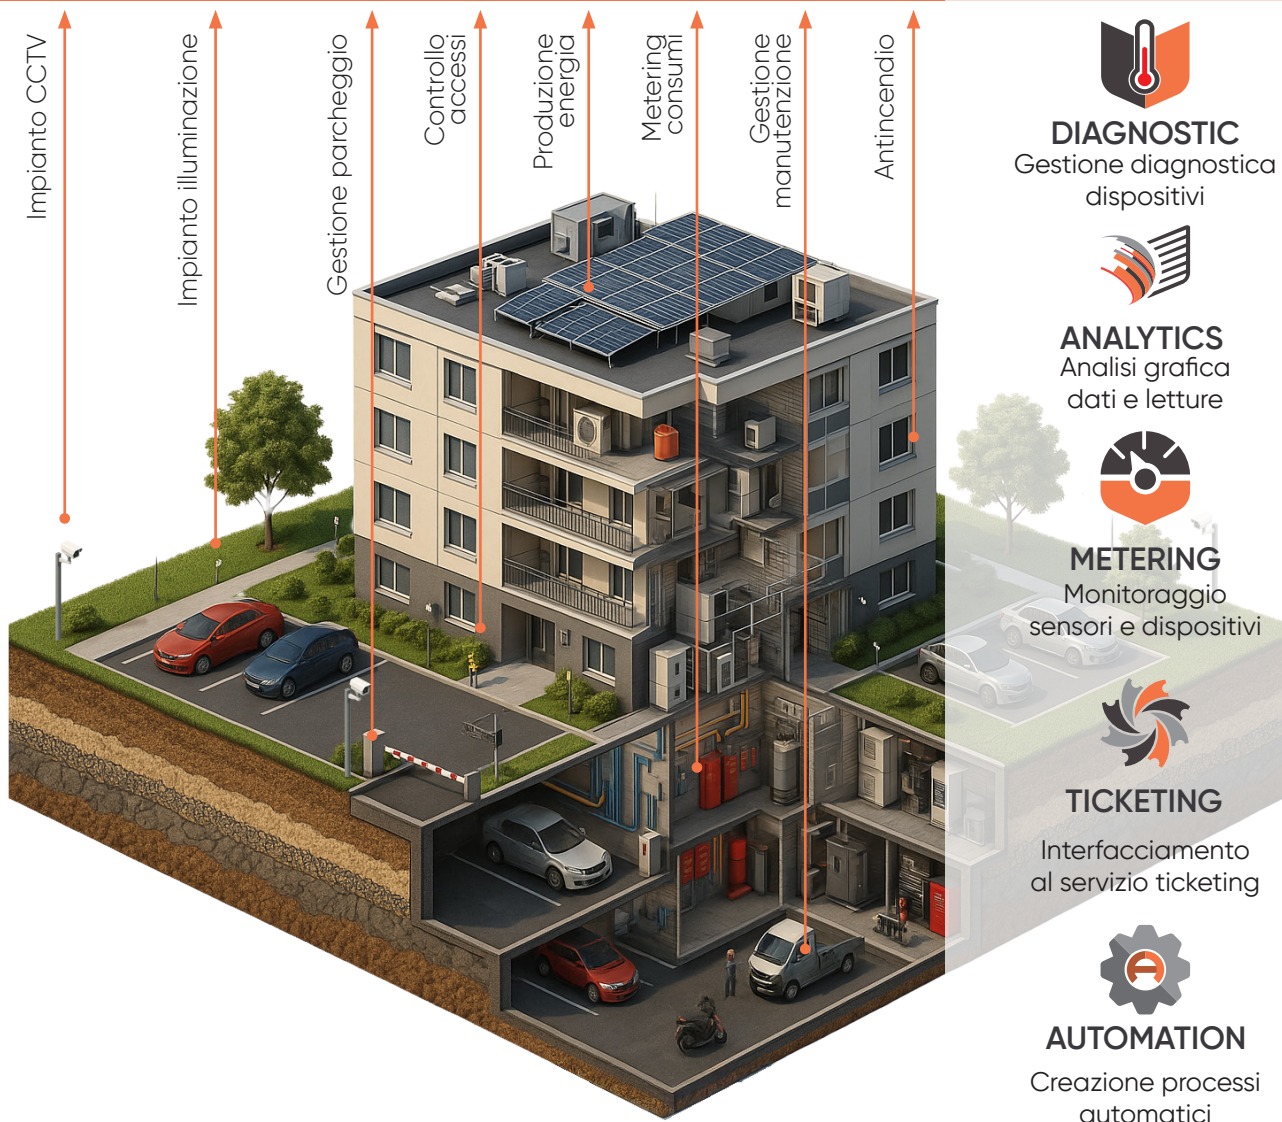 Impianto CCTV
Impianto illuminazione
Gestione parcheggio
Controllo
accessi
Produzione
energia
Metering
consumi
Gestione
manutenzione
Antincendio
DIAGNOSTIC
Gestione diagnostica
dispositivi
ANALYTICS
Analisi grafica
dati e letture
METERING
Monitoraggio
sensori e dispositivi
TICKETING
Interfacciamento
al servizio ticketing
AUTOMATION
Creazione processi
automatici